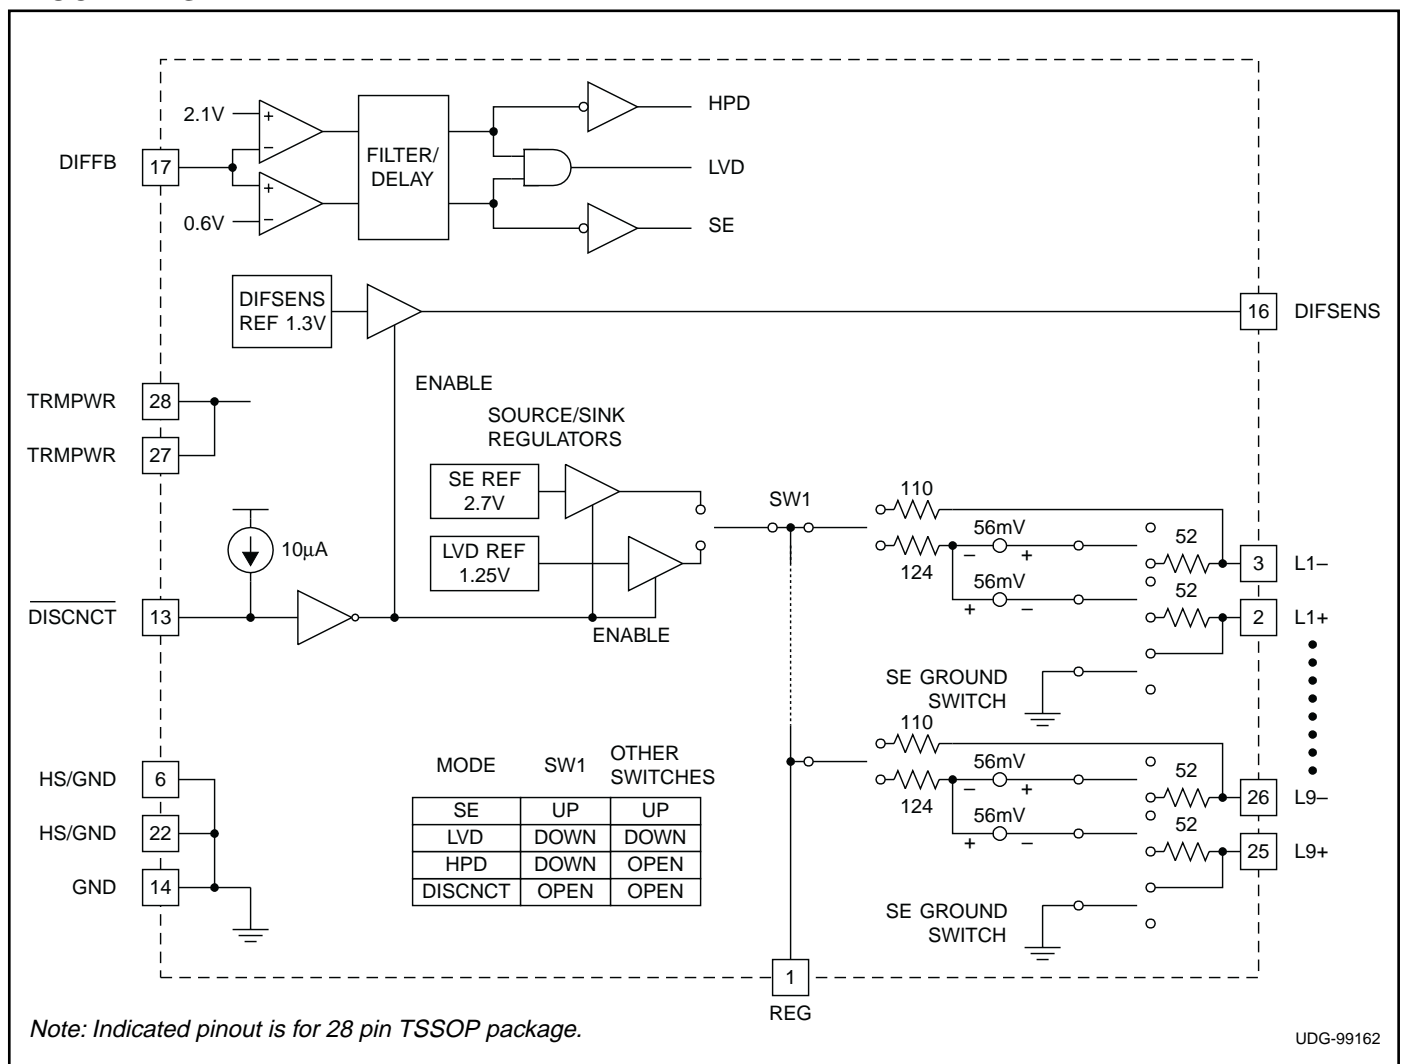 2.1V
+
−
DIFFB
17
+
0.6V
−
FILTER/
DELAY
HPD
LVD
SE
DIFSENS
REF 1.3V
16
DIFSENS
ENABLE
TRMPWR
28
TRMPWR
27
SOURCE/SINK
REGULATORS
SE REF
2.7V
LVD REF
1.25V
ENABLE
10µA
DISCNCT
13
SW1
110
124
56mV
−
+
56mV
+
−
52
52
3
L1–
2
L1+
SE GROUND
SWITCH
110
124
56mV
−
+
56mV
+
−
52
52
26
L9–
25
L9+
SE GROUND
SWITCH
HS/GND
6
HS/GND
22
GND
14
MODE SW1 OTHER
SWITCHES
SE UP UP
LVD DOWN DOWN
HPD DOWN OPEN
DISCNCT OPEN OPEN
1
REG
Note: Indicated pinout is for 28 pin TSSOP package.
UDG-99162